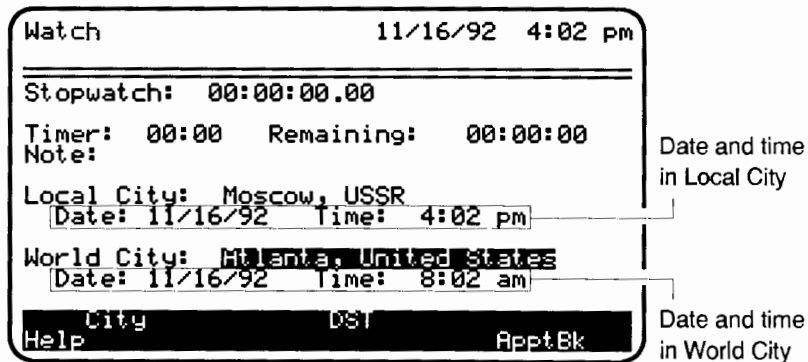 Watch 11/16/92 4:02 pm
Stopwatch: 00:00:00.00
Timer: 00:00 Remaining: 00:00:00
Note:
Local City: Moscow, USSR
Date: 11/16/92 Time: 4:02 pm
World City: Atlanta, United States
Date: 11/16/92 Time: 8:02 am
City DST
Help ApptBk
Date and time
in Local City
Date and time
in World City